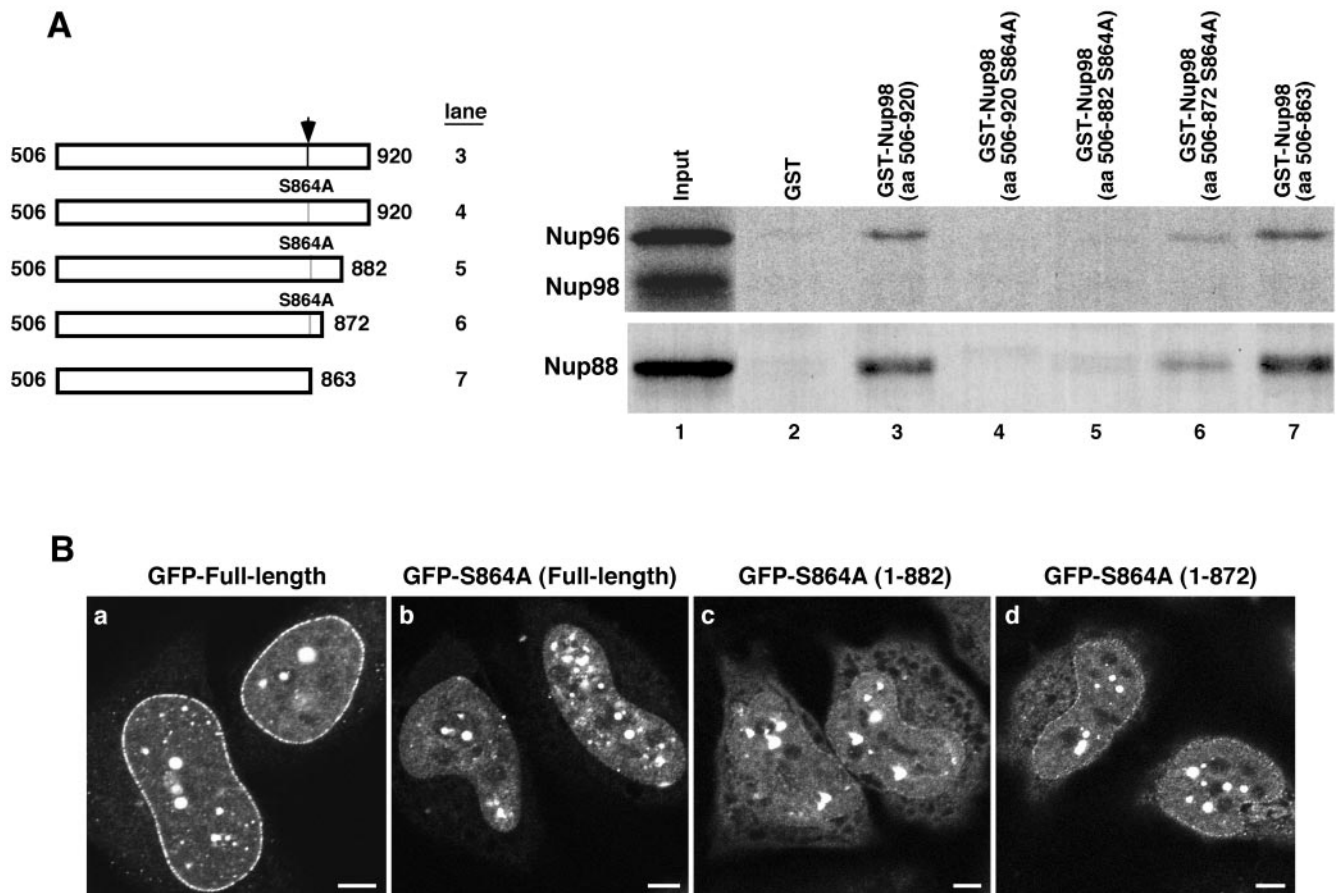 A
lane
506 920 3
S864A
506 920 4
S864A
506 882 5
S864A
506 872 6
506 863 7
Input
GST
GST-Nup98
(aa 506-920)
GST-Nup98
(aa 506-920 S864A)
GST-Nup98
(aa 506-882 S864A)
GST-Nup98
(aa 506-872 S864A)
GST-Nup98
(aa 506-863)
Nup96
Nup98
Nup88
1 2 3 4 5 6 7
B
GFP-Full-length
GFP-S864A (Full-length)
GFP-S864A (1-882)
GFP-S864A (1-872)
a
b
c
d